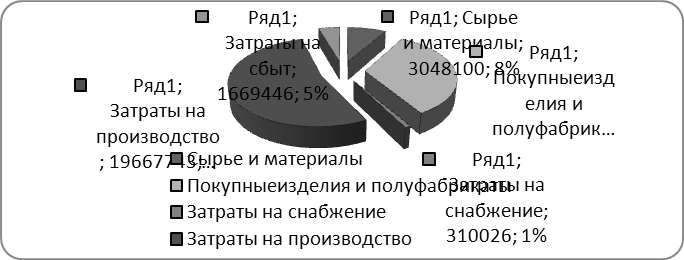 Ряд1;
Затраты на
сбыт;
1669446; 5%
Ряд1; Сырье
и материалы;
3048100; 8%
Ряд1;
Покупныеизд
елия и
полуфабрик...
Ряд1;
Затраты на
производство
; 19667743;...
Ряд1;
Затраты на
снабжение;
310026; 1%
Сырье и материалы
Покупныеизделия и полуфабрикаты
Затраты на снабжение
Затраты на производство